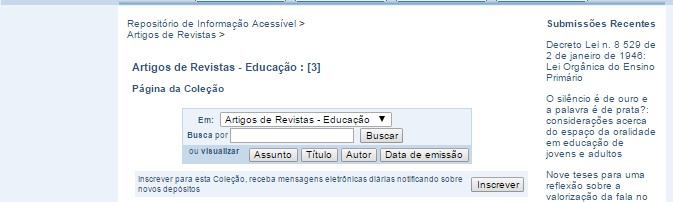 Repositório de Informação Acessível >
Artigos de Revistas >
Artigos de Revistas - Educação : [3]
Página da Coleção
Em: Artigos de Revistas - Educação ▼
Busca por Buscar
ou visualizar Assunto Título Autor Data de emissão
Inscrever para esta Coleção, receba mensagens eletrônicas diárias notificando sobre
novos depósitos Inscrever
Submissões Recentes
Decreto Lei n. 8 529 de
2 de janeiro de 1946:
Lei Orgânica do Ensino
Primário
O silêncio é de ouro e
a palavra é de prata?:
considerações acerca
do espaço da oralidade
em educação de
jovens e adultos
Nove teses para uma
reflexão sobre a
valorização da fala no